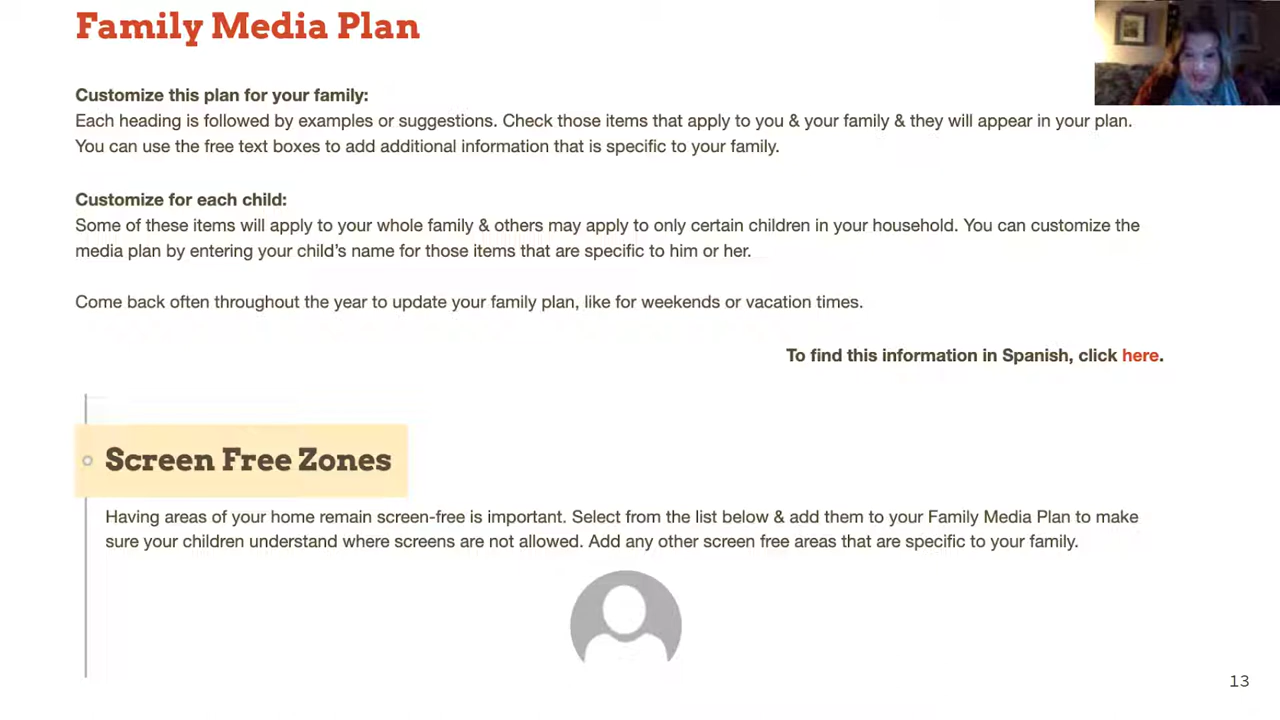 Family Media Plan
Customize this plan for your family:
Each heading is followed by examples or suggestions. Check those items that apply to you & your family & they will appear in your plan.
You can use the free text boxes to add additional information that is specific to your family.
Customize for each child:
Some of these items will apply to your whole family & others may apply to only certain children in your household. You can customize the
media plan by entering your child's name for those items that are specific to him or her.
Come back often throughout the year to update your family plan, like for weekends or vacation times.
To find this information in Spanish, click here.
Screen Free Zones
Having areas of your home remain screen-free is important. Select from the list below & add them to your Family Media Plan to make
sure your children understand where screens are not allowed. Add any other screen free areas that are specific to your family.
13